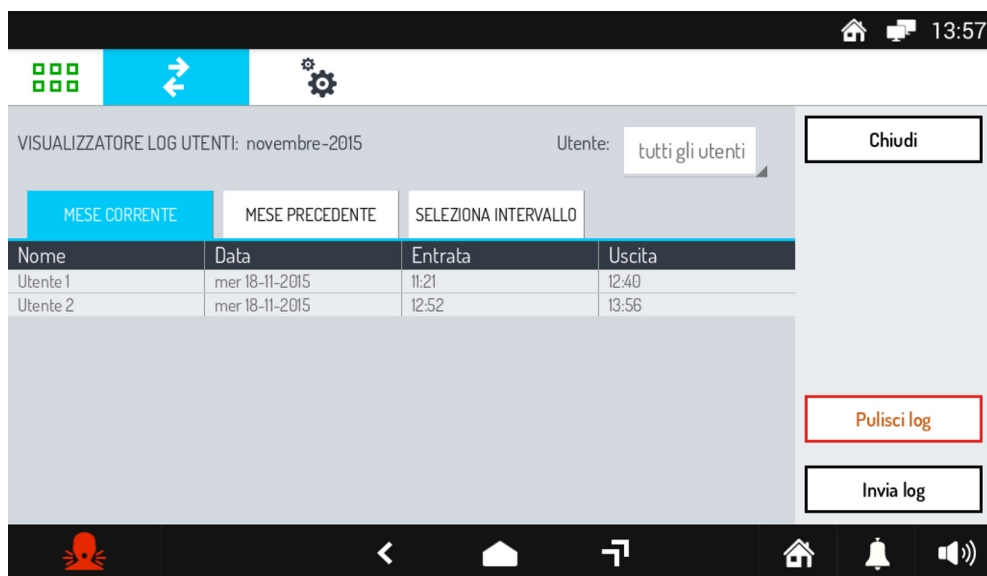 13:57
VISUALIZZATORE LOG UTENTI: novembre-2015 Utente: tutti gli utenti
Chiudi
MESE CORRENTE MESE PRECEDENTE SELEZIONA INTERVALLO
Nome Data Entrata Uscita
Utente 1 mer 18-11-2015 11:21 12:40
Utente 2 mer 18-11-2015 12:52 13:56
Pulisci log
Invia log